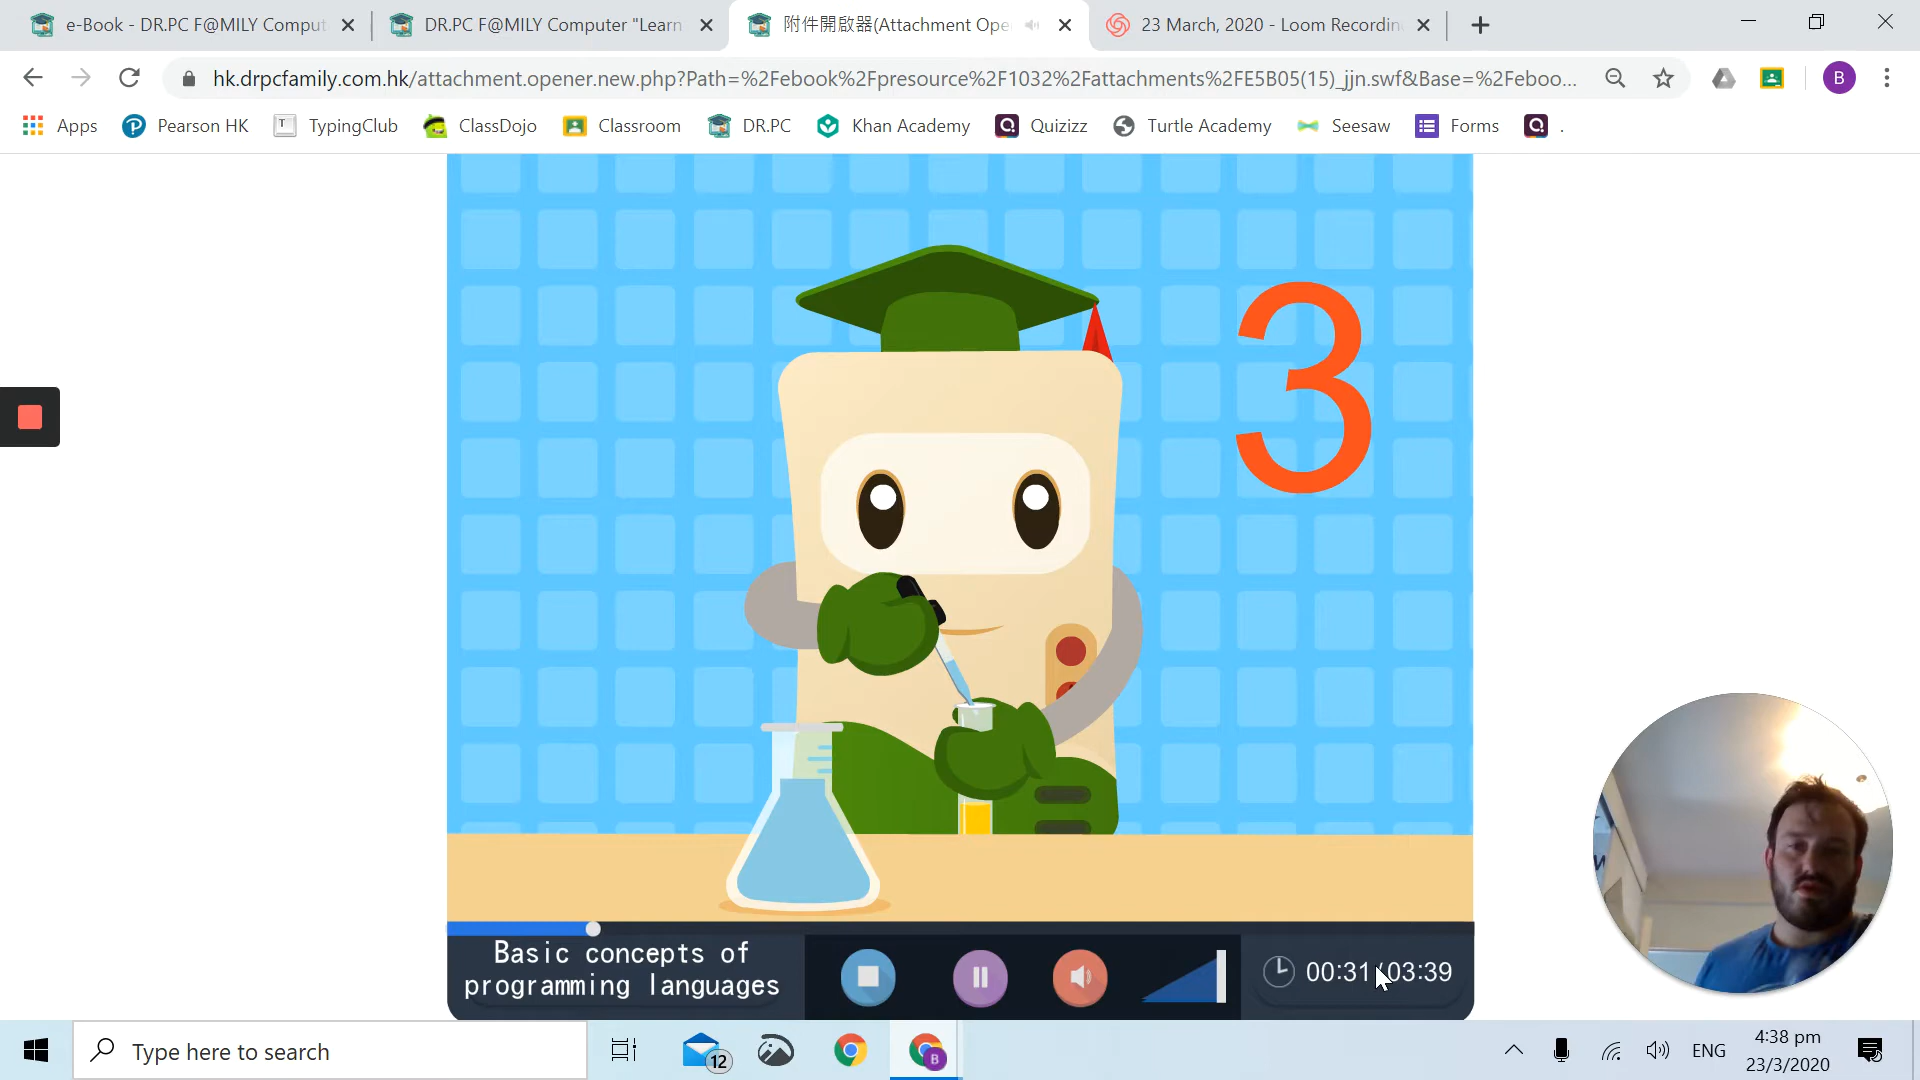 e-Book - DR.PC F@MILY Comput
DR.PC F@MILY Computer "Learn
附件開啟器(Attachment Ope
23 March, 2020 - Loom Recordin
hk.drpcfamily.com.hk/attachment.opener.new.php?Path=%2Febook%2Fpresource%2F1032%2Fattachments%2FE5B05(15)_jjn.swf&Base=%2Feboo...
B
Apps
Pearson HK
T
TypingClub
ClassDojo
Classroom
DR.PC
Khan Academy
Quizizz
Turtle Academy
Seesaw
Forms
.
3
Basic concepts of
programming languages
00:31/03:39
Type here to search
12
B
ENG
4:38 pm
23/3/2020